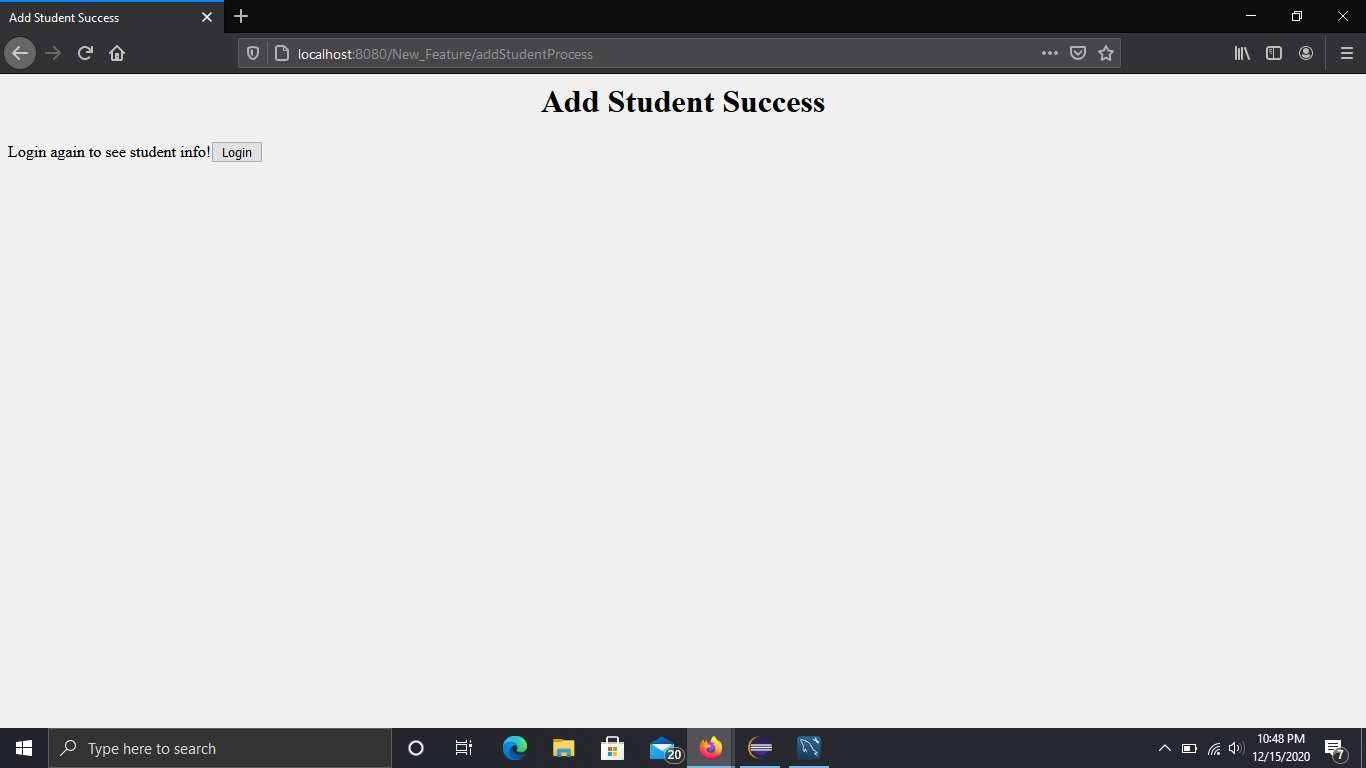 Add Student Success
localhost:8080/New_Feature/addStudentProcess
Add Student Success
Login again to see student info! Login
Type here to search
20
10:48 PM
12/15/2020
7